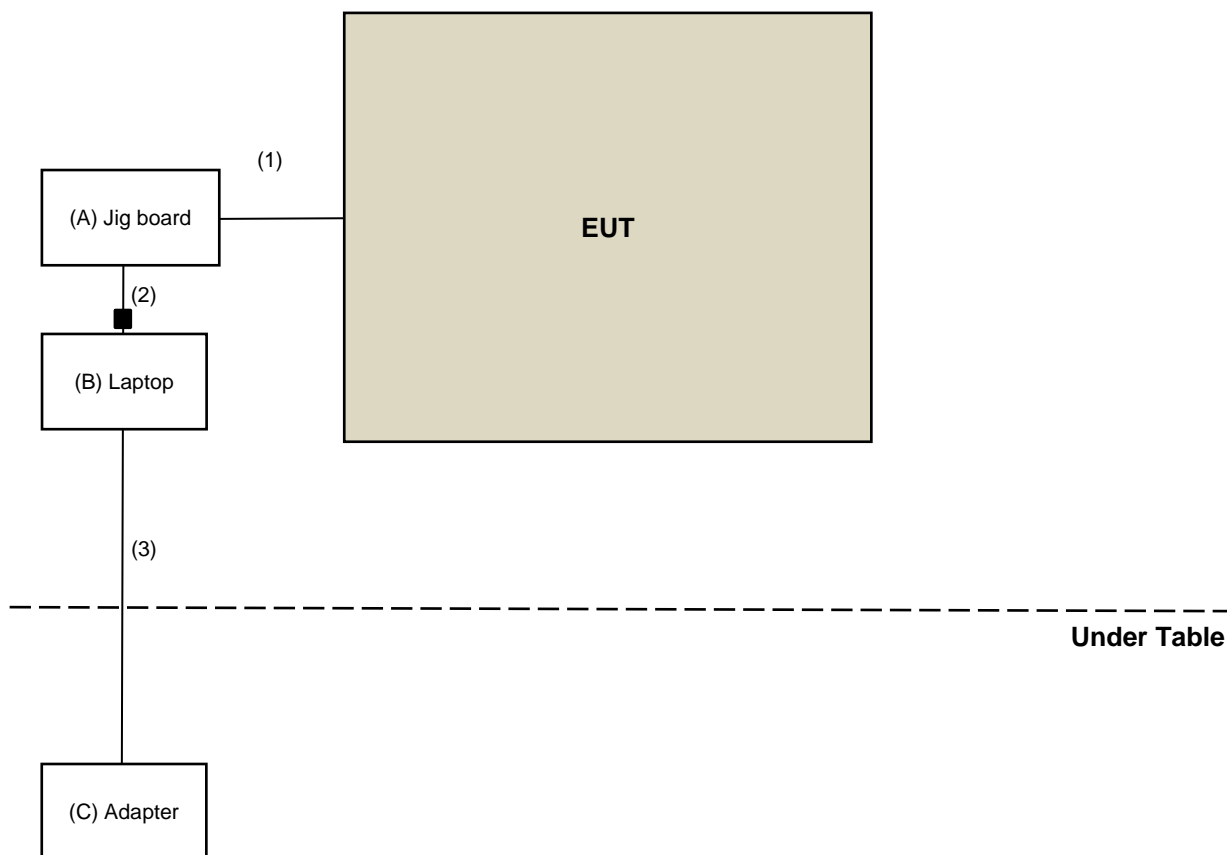 (1)
(A) Jig board
EUT
(2)
(B) Laptop
(3)
Under Table
(C) Adapter